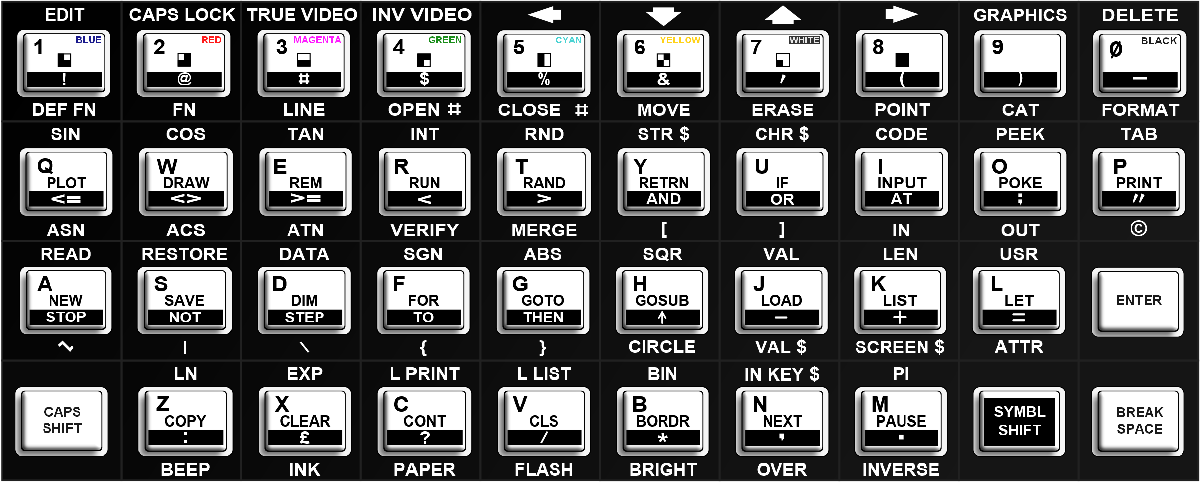 EDIT CAPS LOCK TRUE VIDEO INV VIDEO GRAPHICS DELETE
1 BLUE 2 RED 3 MAGENTA 4 GREEN 5 CYAN 6 YELLOW 7 WHITE 8 9 0 BLACK
! @ # $ % & ' ( ) _
DEF FN FN LINE OPEN # CLOSE # MOVE ERASE POINT CAT FORMAT
SIN COS TAN INT RND STR $ CHR $ CODE PEEK TAB
Q W E R T Y U I O P
PLOT DRAW REM RUN RAND RETRN IF INPUT POKE PRINT
<= <> >= < > AND OR AT ; "
ASN ACS ATN VERIFY MERGE [ ] IN OUT ©
READ RESTORE DATA SGN ABS SQR VAL LEN USR
A S D F G H J K L
NEW SAVE DIM FOR GOTO GOSUB LOAD LIST LET ENTER
STOP NOT STEP TO THEN ↑ - + =
~ | \ { } CIRCLE VAL $ SCREEN $ ATTR
LN EXP L PRINT L LIST BIN IN KEY $ PI
Z X C V B N M
CAPS SHIFT COPY CLEAR CONT CLS BORDR NEXT PAUSE SYMBL SHIFT BREAK SPACE
: £ ? / * , .
BEEP INK PAPER FLASH BRIGHT OVER INVERSE